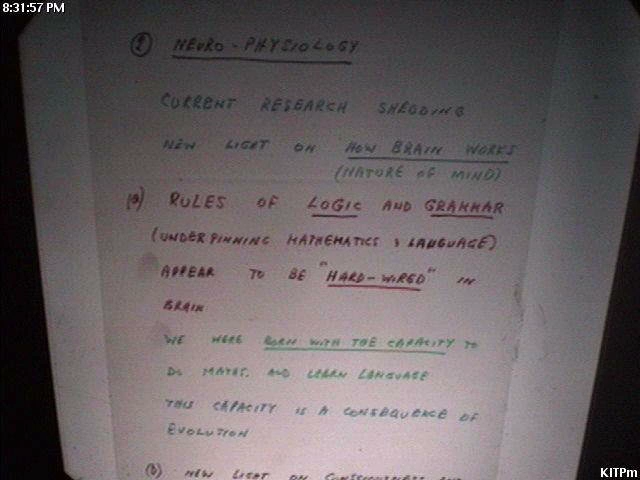 8:31:57 PM
② NEURO-PHYSIOLOGY
CURRENT RESEARCH SHEDDING
NEW LIGHT ON HOW BRAIN WORKS
(NATURE OF MIND)
(a) RULES OF LOGIC AND GRAMMAR
(UNDERPINNING MATHEMATICS & LANGUAGE)
APPEAR TO BE "HARD-WIRED" IN
BRAIN
WE WERE BORN WITH THE CAPACITY TO
DO MATHS. AND LEARN LANGUAGE
THIS CAPACITY IS A CONSEQUENCE OF
EVOLUTION
(b) NEW LIGHT ON CONSCIOUSNESS AND
KITPm